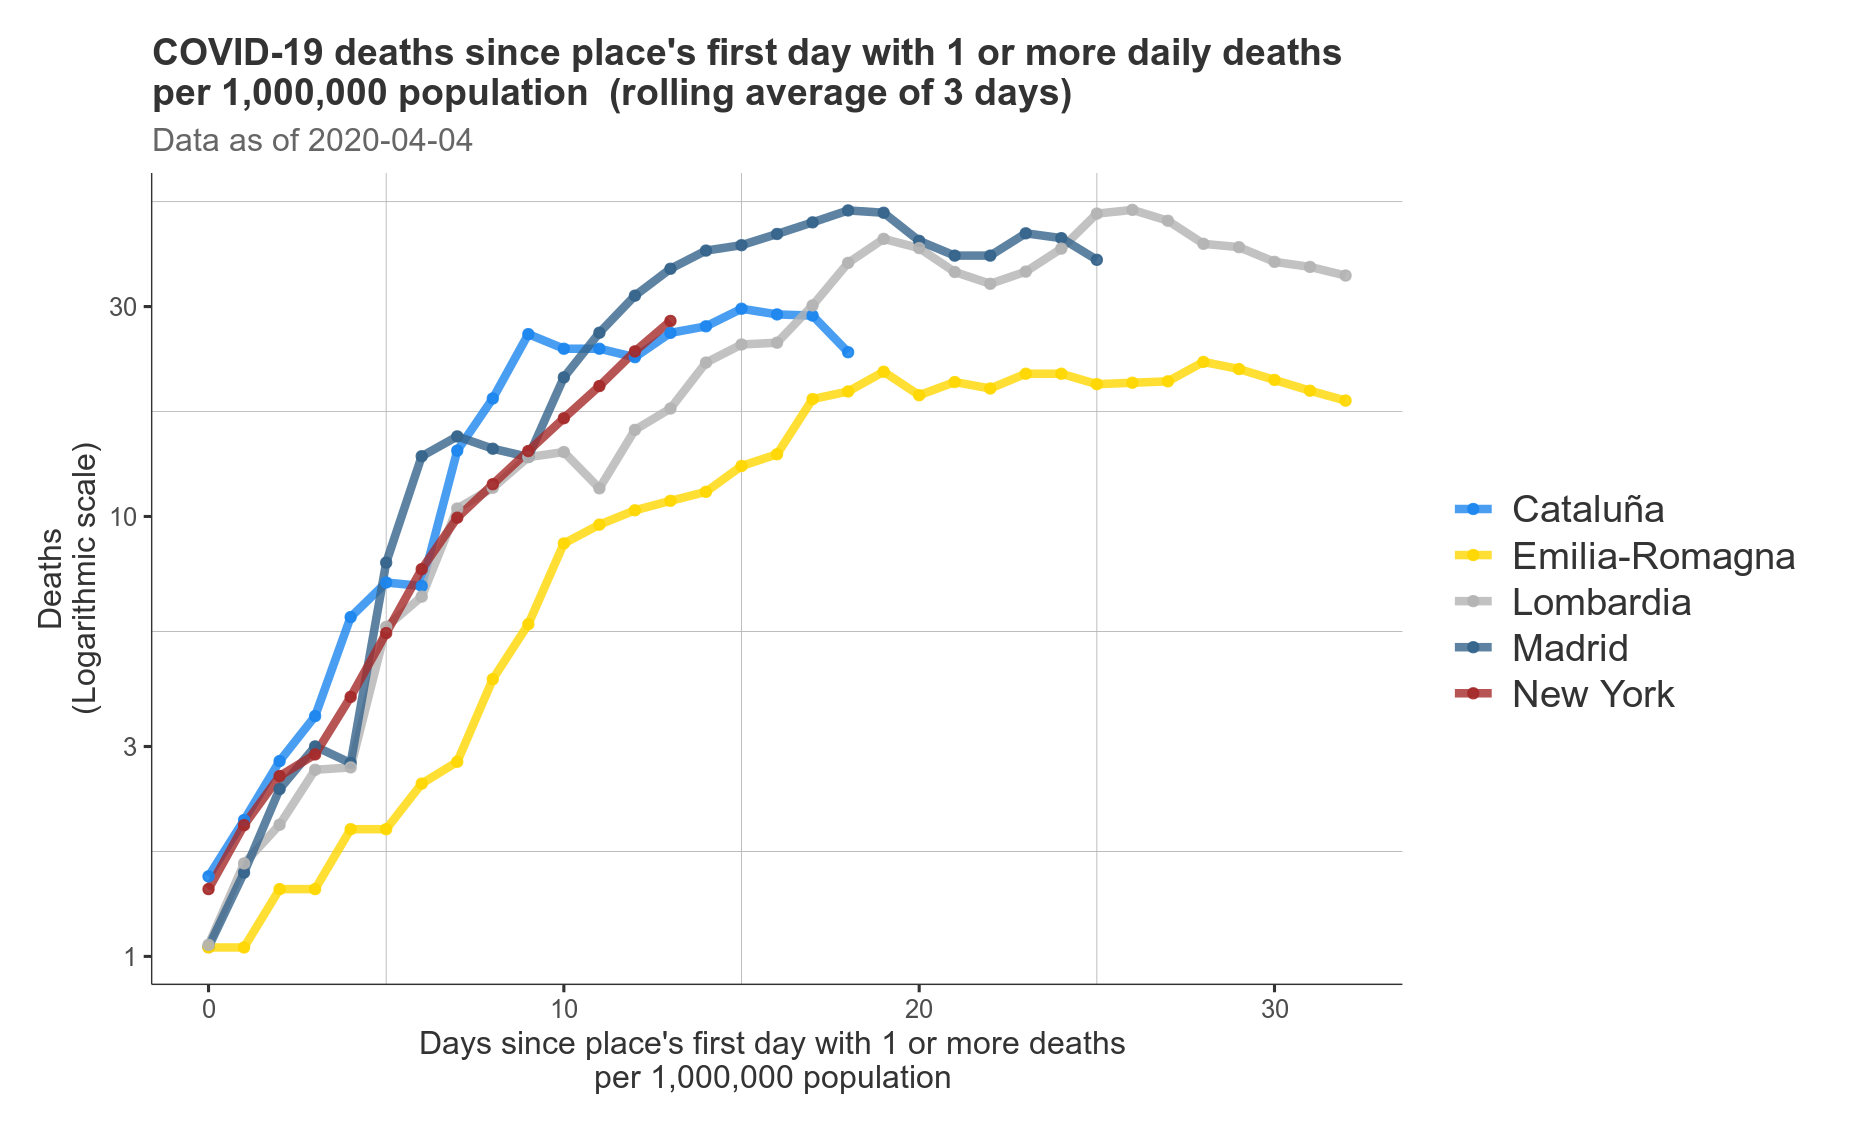 COVID-19 deaths since place's first day with 1 or more daily deaths
per 1,000,000 population  (rolling average of 3 days)
Data as of 2020-04-04
Deaths
(Logarithmic scale)
30
10
3
1
0
10
20
30
Days since place's first day with 1 or more deaths
per 1,000,000 population
Cataluña
Emilia-Romagna
Lombardia
Madrid
New York